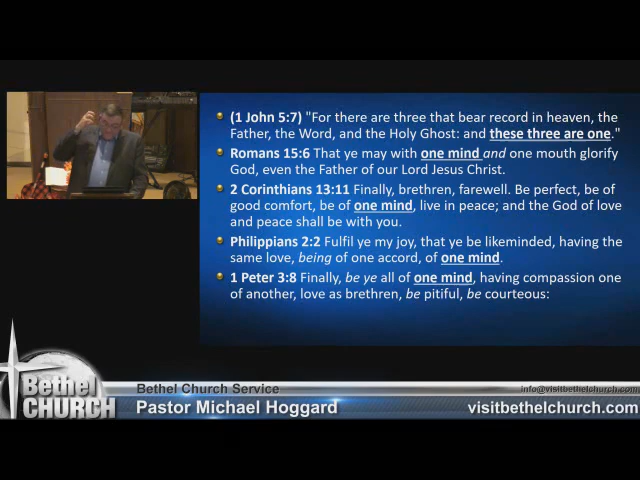 (1 John 5:7) "For there are three that bear record in heaven, the
Father, the Word, and the Holy Ghost: and these three are one."
Romans 15:6 That ye may with one mind and one mouth glorify
God, even the Father of our Lord Jesus Christ.
2 Corinthians 13:11 Finally, brethren, farewell. Be perfect, be of
good comfort, be of one mind, live in peace; and the God of love
and peace shall be with you.
Philippians 2:2 Fulfil ye my joy, that ye be likeminded, having the
same love, being of one accord, of one mind.
1 Peter 3:8 Finally, be ye all of one mind, having compassion one
of another, love as brethren, be pitiful, be courteous:
Bethel
CHURCH
Bethel Church Service
info@visitbethelchurch.com
Pastor Michael Hoggard
visitbethelchurch.com